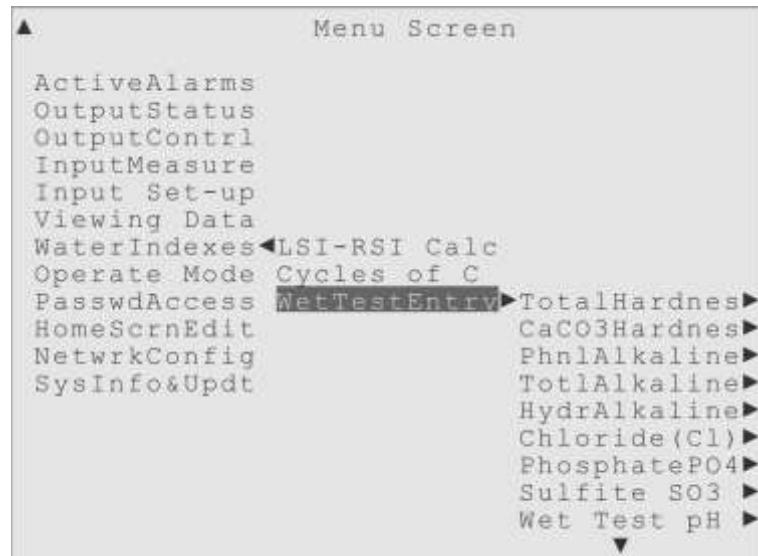 Menu Screen
ActiveAlarms
OutputStatus
OutputContrl
InputMeasure
Input Set-up
Viewing Data
WaterIndexes LSI-RSI Calc
Operate Mode Cycles of C
PasswdAccess WetTestEntry TotalHardnes
HomeScrnEdit CaCO3Hardnes
NetwrkConfig PhnlAlkaline
SysInfo&Updt TotlAlkaline
HydrAlkaline
Chloride(Cl)
PhosphatePO4
Sulfite SO3
Wet Test pH